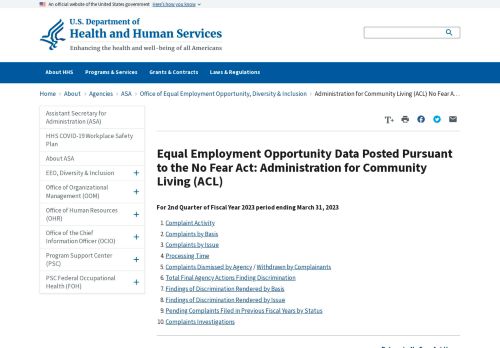 An official website of the United States government Here's how you know
U.S. Department of
Health and Human Services
Enhancing the health and well-being of all Americans
About HHS Programs & Services Grants & Contracts Laws & Regulations
Home › About › Agencies › ASA › Office of Equal Employment Opportunity, Diversity & Inclusion › Administration for Community Living (ACL) No Fear A…
Assistant Secretary for
Administration (ASA)
HHS COVID-19 Workplace Safety
Plan
About ASA
EEO, Diversity & Inclusion
Office of Organizational
Management (OOM)
Office of Human Resources
(OHR)
Office of the Chief
Information Officer (OCIO)
Program Support Center
(PSC)
PSC Federal Occupational
Health (FOH)
T+
Equal Employment Opportunity Data Posted Pursuant
to the No Fear Act: Administration for Community
Living (ACL)
For 2nd Quarter of Fiscal Year 2023 period ending March 31, 2023
1. Complaint Activity
2. Complaints by Basis
3. Complaints by Issue
4. Processing Time
5. Complaints Dismissed by Agency / Withdrawn by Complainants
6. Total Final Agency Actions Finding Discrimination
7. Findings of Discrimination Rendered by Basis
8. Findings of Discrimination Rendered by Issue
9. Pending Complaints Filed in Previous Fiscal Years by Status
10. Complaints Investigations